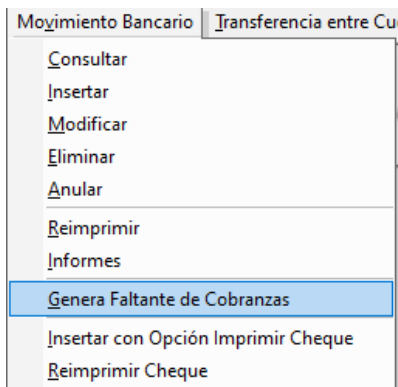 Movimiento Bancario Transferencia entre Cu
Consultar
Insertar
Modificar
Eliminar
Anular
Reimprimir
Informes
Genera Faltante de Cobranzas
Insertar con Opción Imprimir Cheque
Reimprimir Cheque